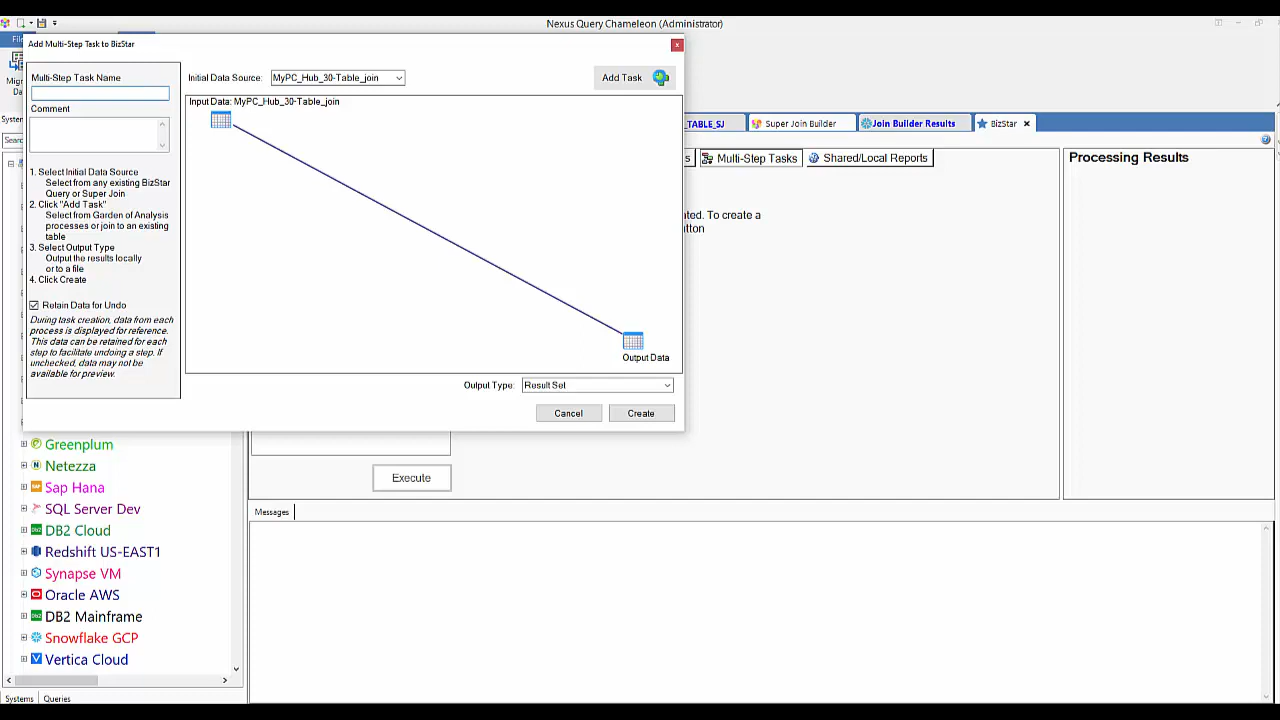 Nexus Query Chameleon (Administrator)
Add Multi-Step Task to BizStar
x
Multi-Step Task Name
Comment
1. Select Initial Data Source
Select from any existing BizStar
Query or Super Join
2. Click "Add Task"
Select from Garden of Analysis
processes or join to an existing
table
3. Select Output Type
Output the results locally
or to a file
4. Click Create
Retain Data for Undo
During task creation, data from each
process is displayed for reference.
This data can be retained for each
step to facilitate undoing a step. If
unchecked, data may not be
available for preview.
Initial Data Source: MyPC_Hub_30-Table_join
Add Task
Input Data: MyPC_Hub_30-Table_join
Output Data
Output Type: Result Set
Cancel Create
_TABLE_SJ Super Join Builder Join Builder Results BizStar
s Multi-Step Tasks Shared/Local Reports
Processing Results
ted. To create a
tton
Execute
Messages
Greenplum
Netezza
Sap Hana
SQL Server Dev
DB2 Cloud
Redshift US-EAST1
Synapse VM
Oracle AWS
DB2 Mainframe
Snowflake GCP
Vertica Cloud
Systems Queries